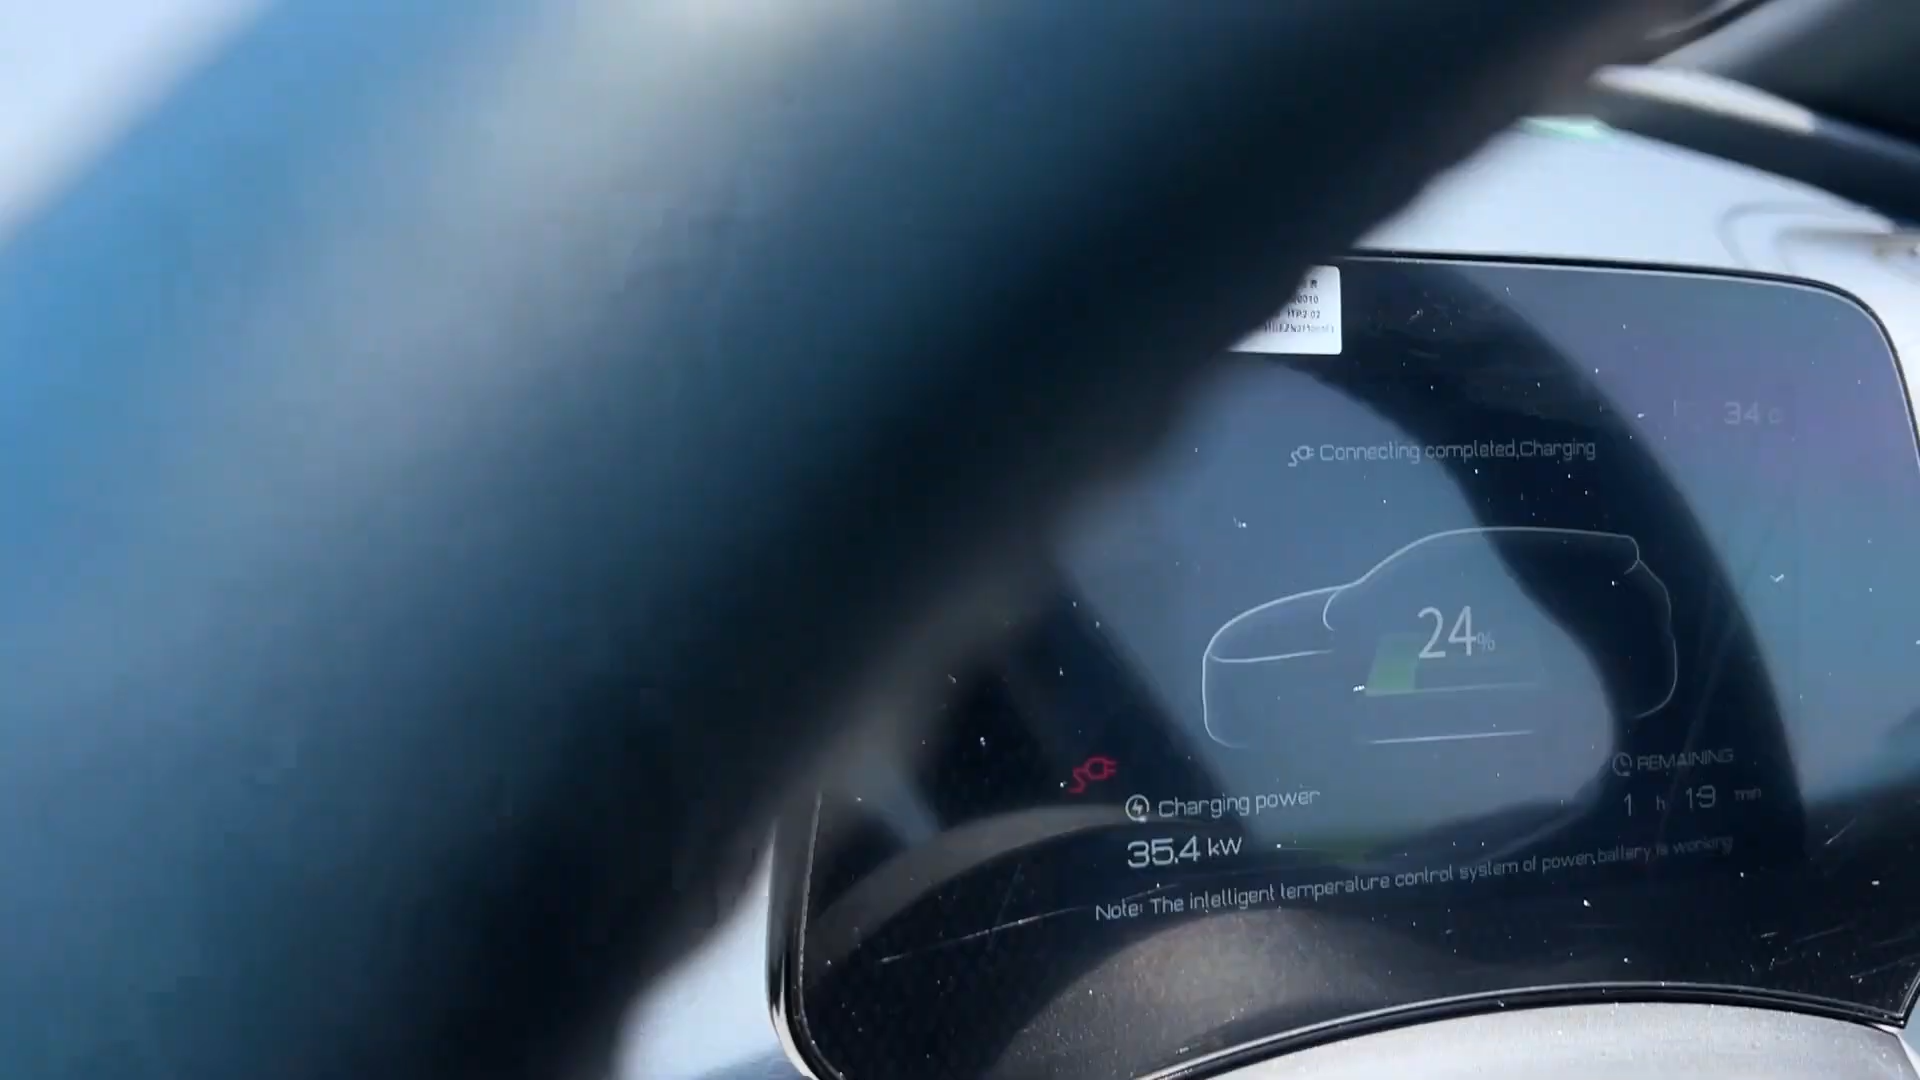 34
Connecting completed,Charging
24%
REMAINING
1 h 19 min
Charging power
35.4 kW
Note: The intelligent temperature control system of power battery is working